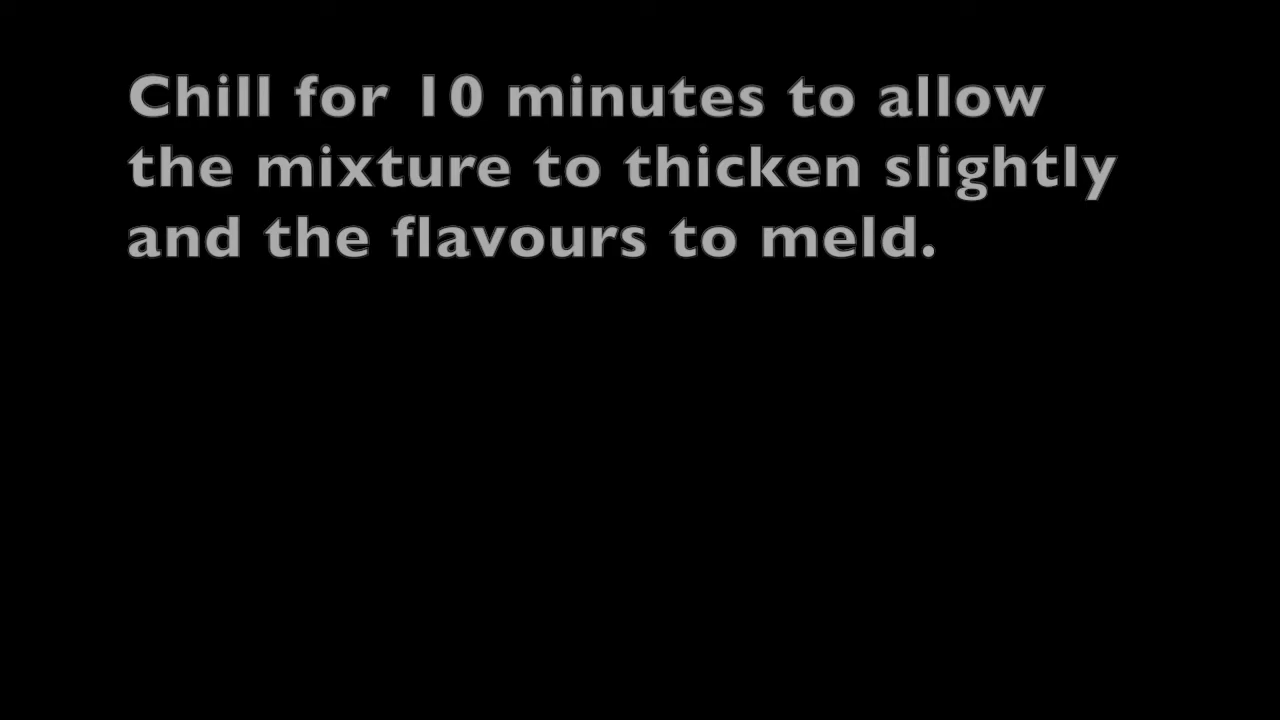 Chill for 10 minutes to allow
the mixture to thicken slightly
and the flavours to meld.